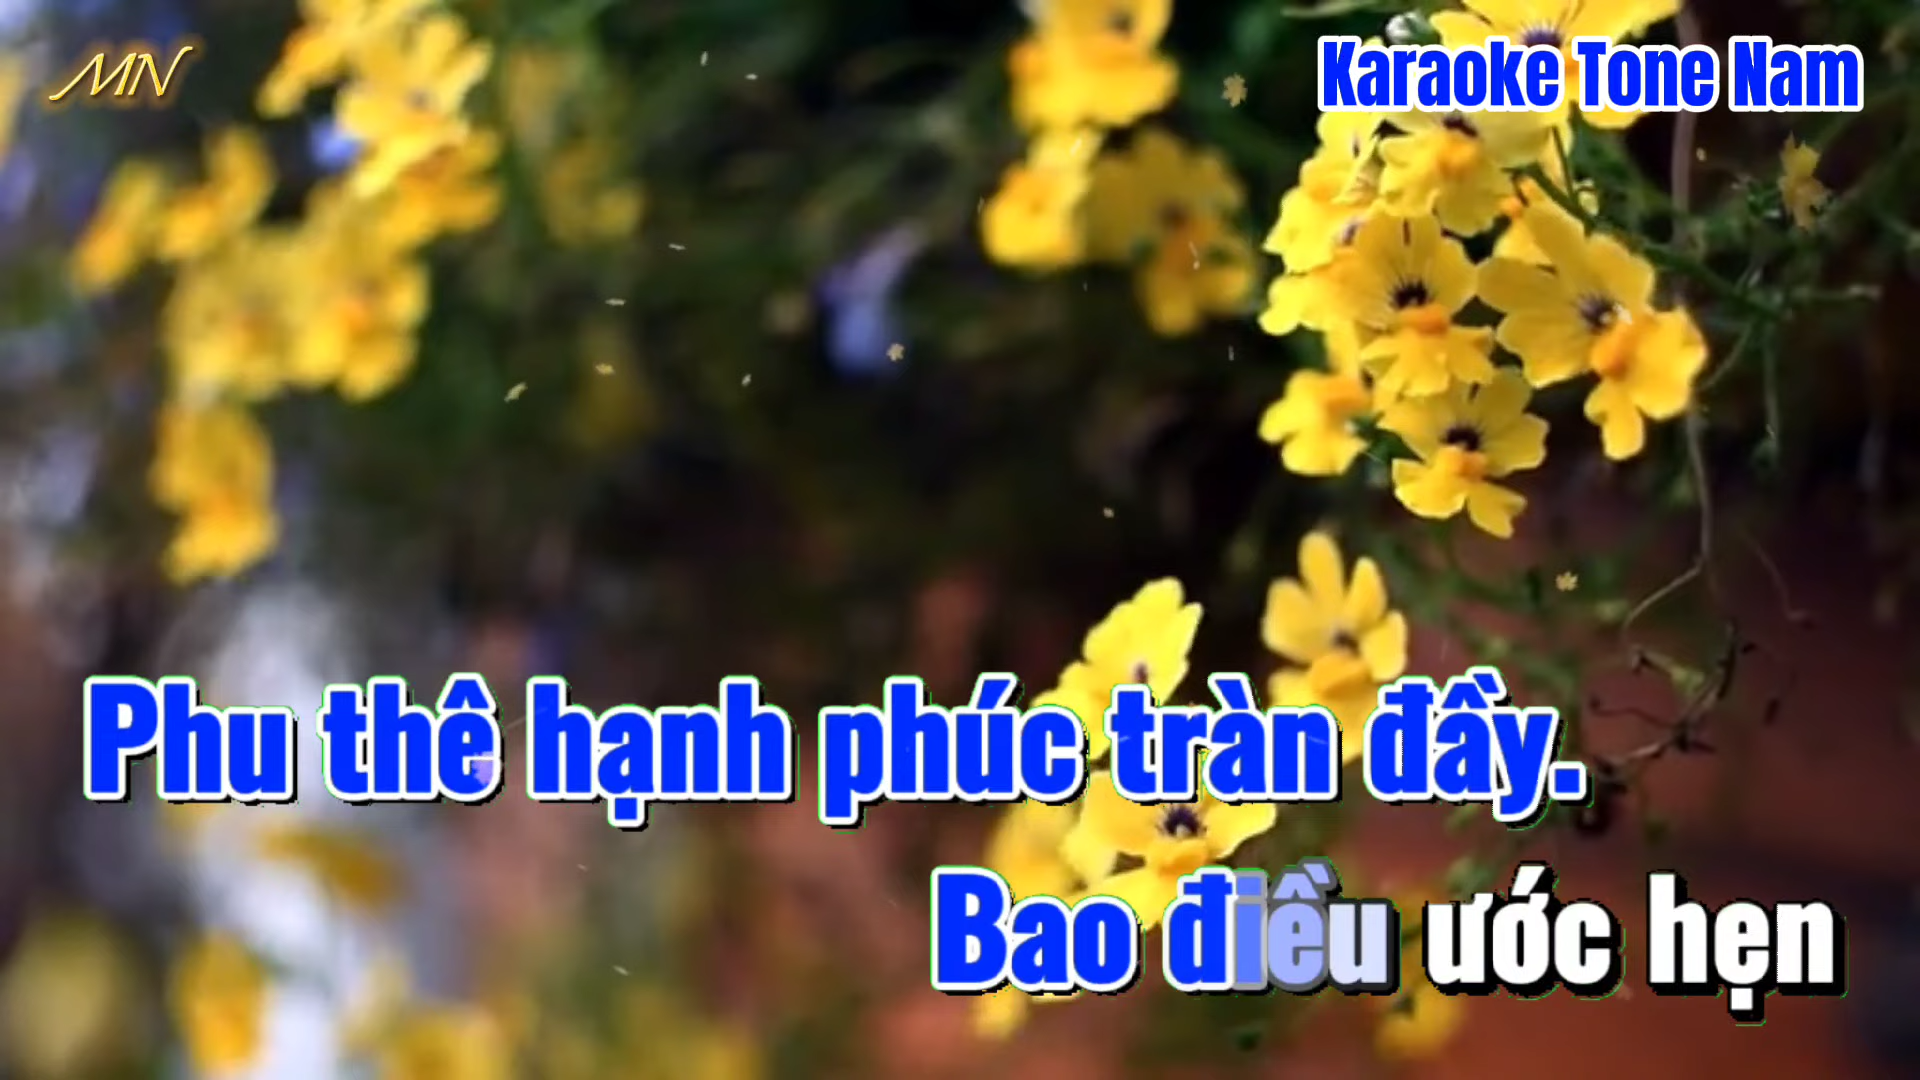 MN
Karaoke Tone Nam
Phu thê hạnh phúc tràn đầy.
Bao điều ước hẹn